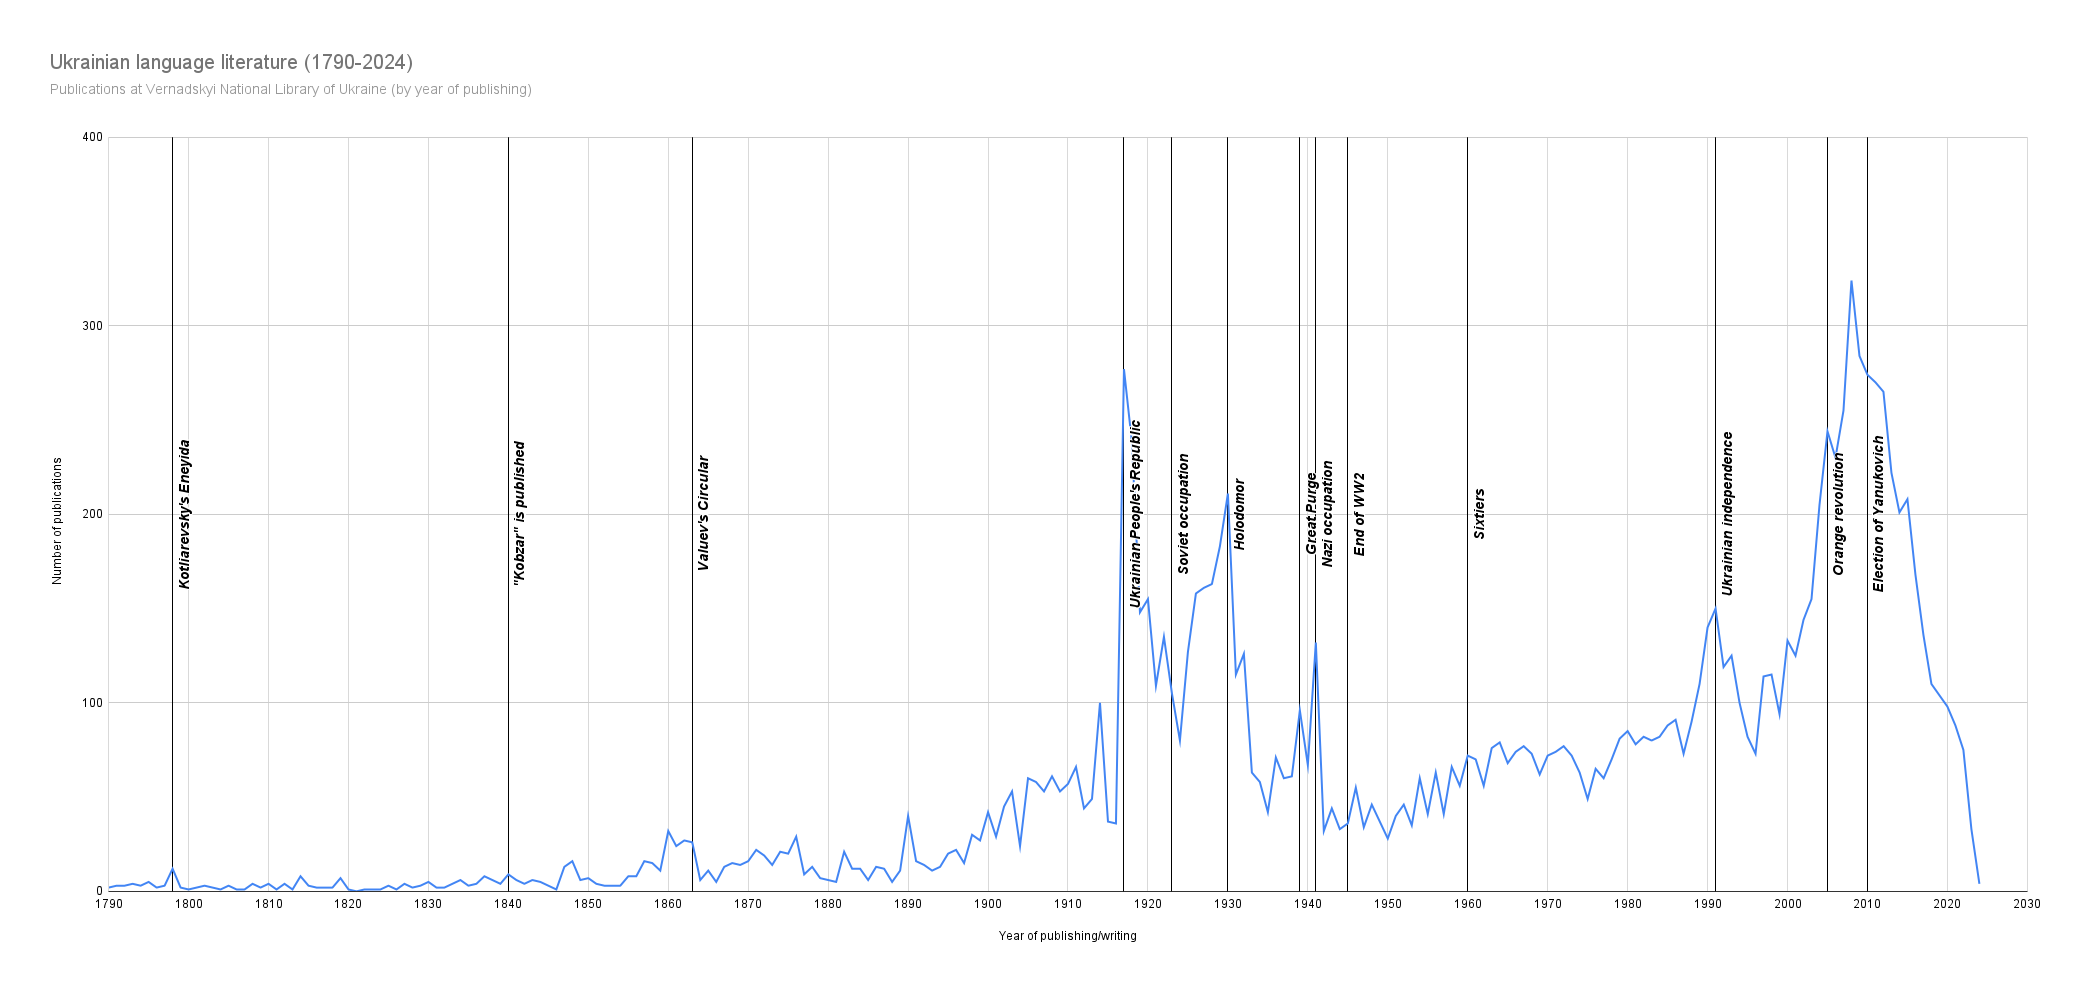 Ukrainian language literature (1790-2024)
Publications at Vernadskyi National Library of Ukraine (by year of publishing)
Number of publications
400
300
200
100
0
Kotliarevsky's Eneyida
"Kobzar" is published
Valuev's Circular
Ukrainian People's Republic
Soviet occupation
Holodomor
Great Purge
Nazi occupation
End of WW2
Sixtiers
Ukrainian independence
Orange revolution
Election of Yanukovich
1790 1800 1810 1820 1830 1840 1850 1860 1870 1880 1890 1900 1910 1920 1930 1940 1950 1960 1970 1980 1990 2000 2010 2020 2030
Year of publishing/writing